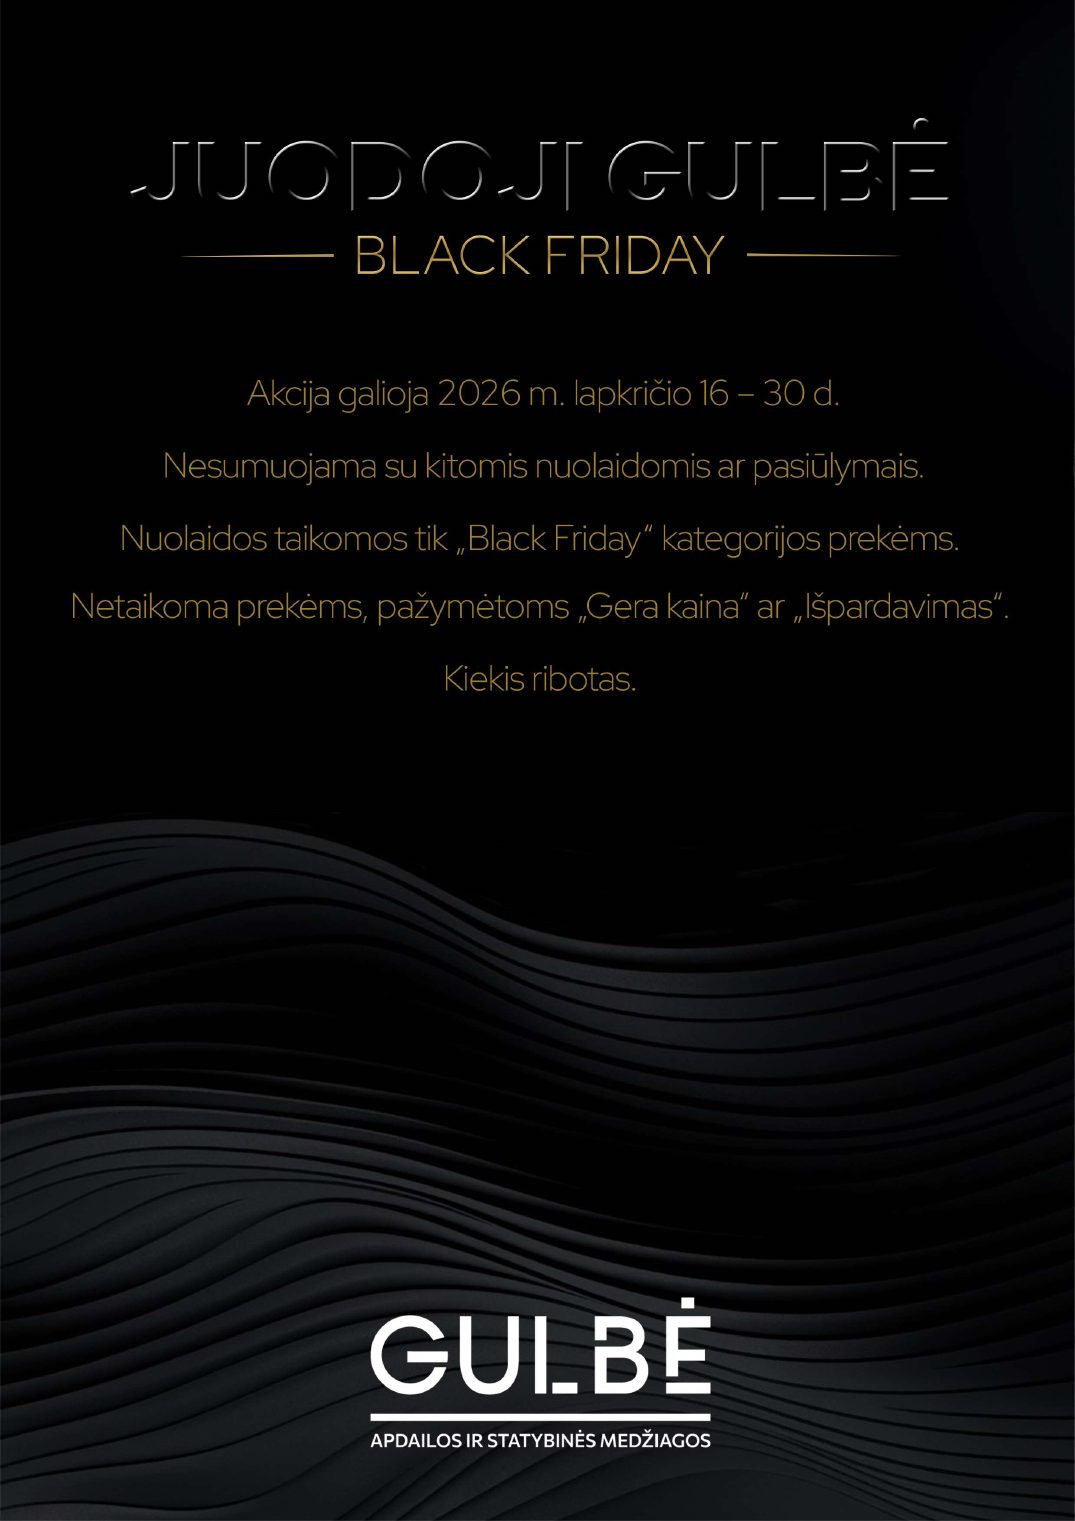 JUODOJI GULBĖ
BLACK FRIDAY
Akcija galioja 2026 m. lapkričio 16 – 30 d.
Nesumuojama su kitomis nuolaidomis ar pasiūlymais.
Nuolaidos taikomos tik „Black Friday“ kategorijos prekėms.
Netaikoma prekėms, pažymėtoms „Gera kaina” ar „Išpardavimas“.
Kiekis ribotas.
GULBĖ
APDAILOS IR STATYBINĖS MEDŽIAGOS